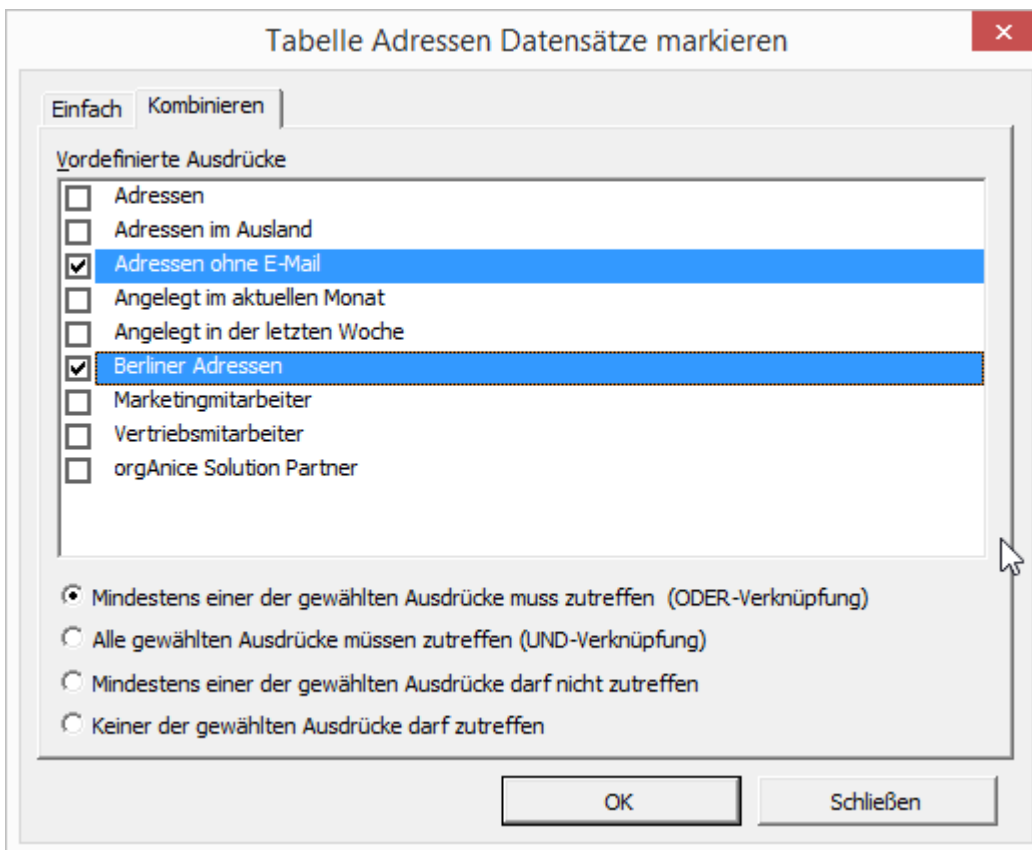 Tabelle Adressen Datensätze markieren
Einfach Kombinieren
Vordefinierte Ausdrücke
Adressen
Adressen im Ausland
Adressen ohne E-Mail
Angelegt im aktuellen Monat
Angelegt in der letzten Woche
Berliner Adressen
Marketingmitarbeiter
Vertriebsmitarbeiter
orgAnice Solution Partner
Mindestens einer der gewählten Ausdrücke muss zutreffen (ODER-Verknüpfung)
Alle gewählten Ausdrücke müssen zutreffen (UND-Verknüpfung)
Mindestens einer der gewählten Ausdrücke darf nicht zutreffen
Keiner der gewählten Ausdrücke darf zutreffen
OK Schließen